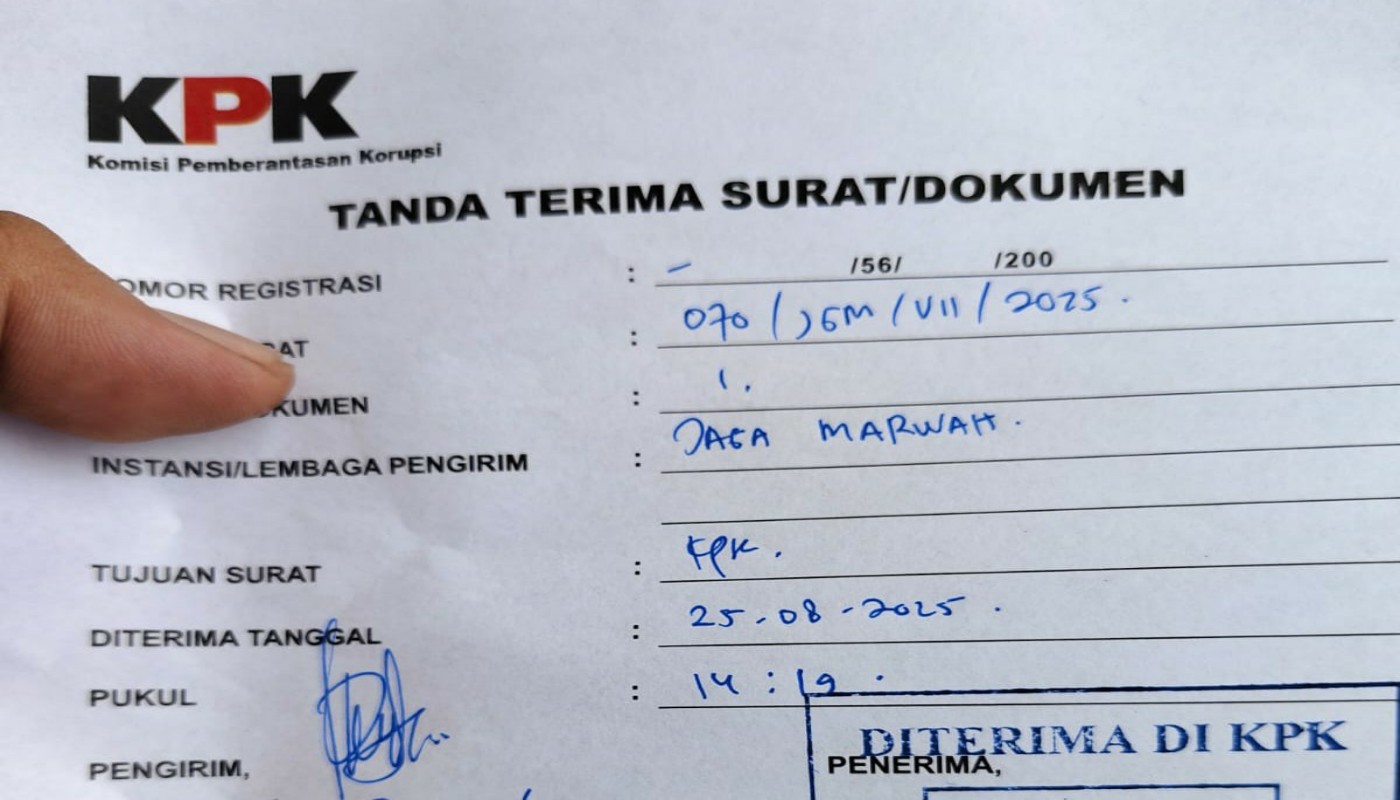 KPK
Komisi Pemberantasan Korupsi
TANDA TERIMA SURAT/DOKUMEN
OMOR REGISTRASI : - /56/ /200
AT : 070/JGM/VII/2025.
KUMEN : 1.
INSTANSI/LEMBAGA PENGIRIM : JAGA MARWAH.
TUJUAN SURAT : KPK.
DITERIMA TANGGAL : 25-08-2025.
PUKUL : 14:19.
DITERIMA DI KPK
PENGIRIM, PENERIMA,